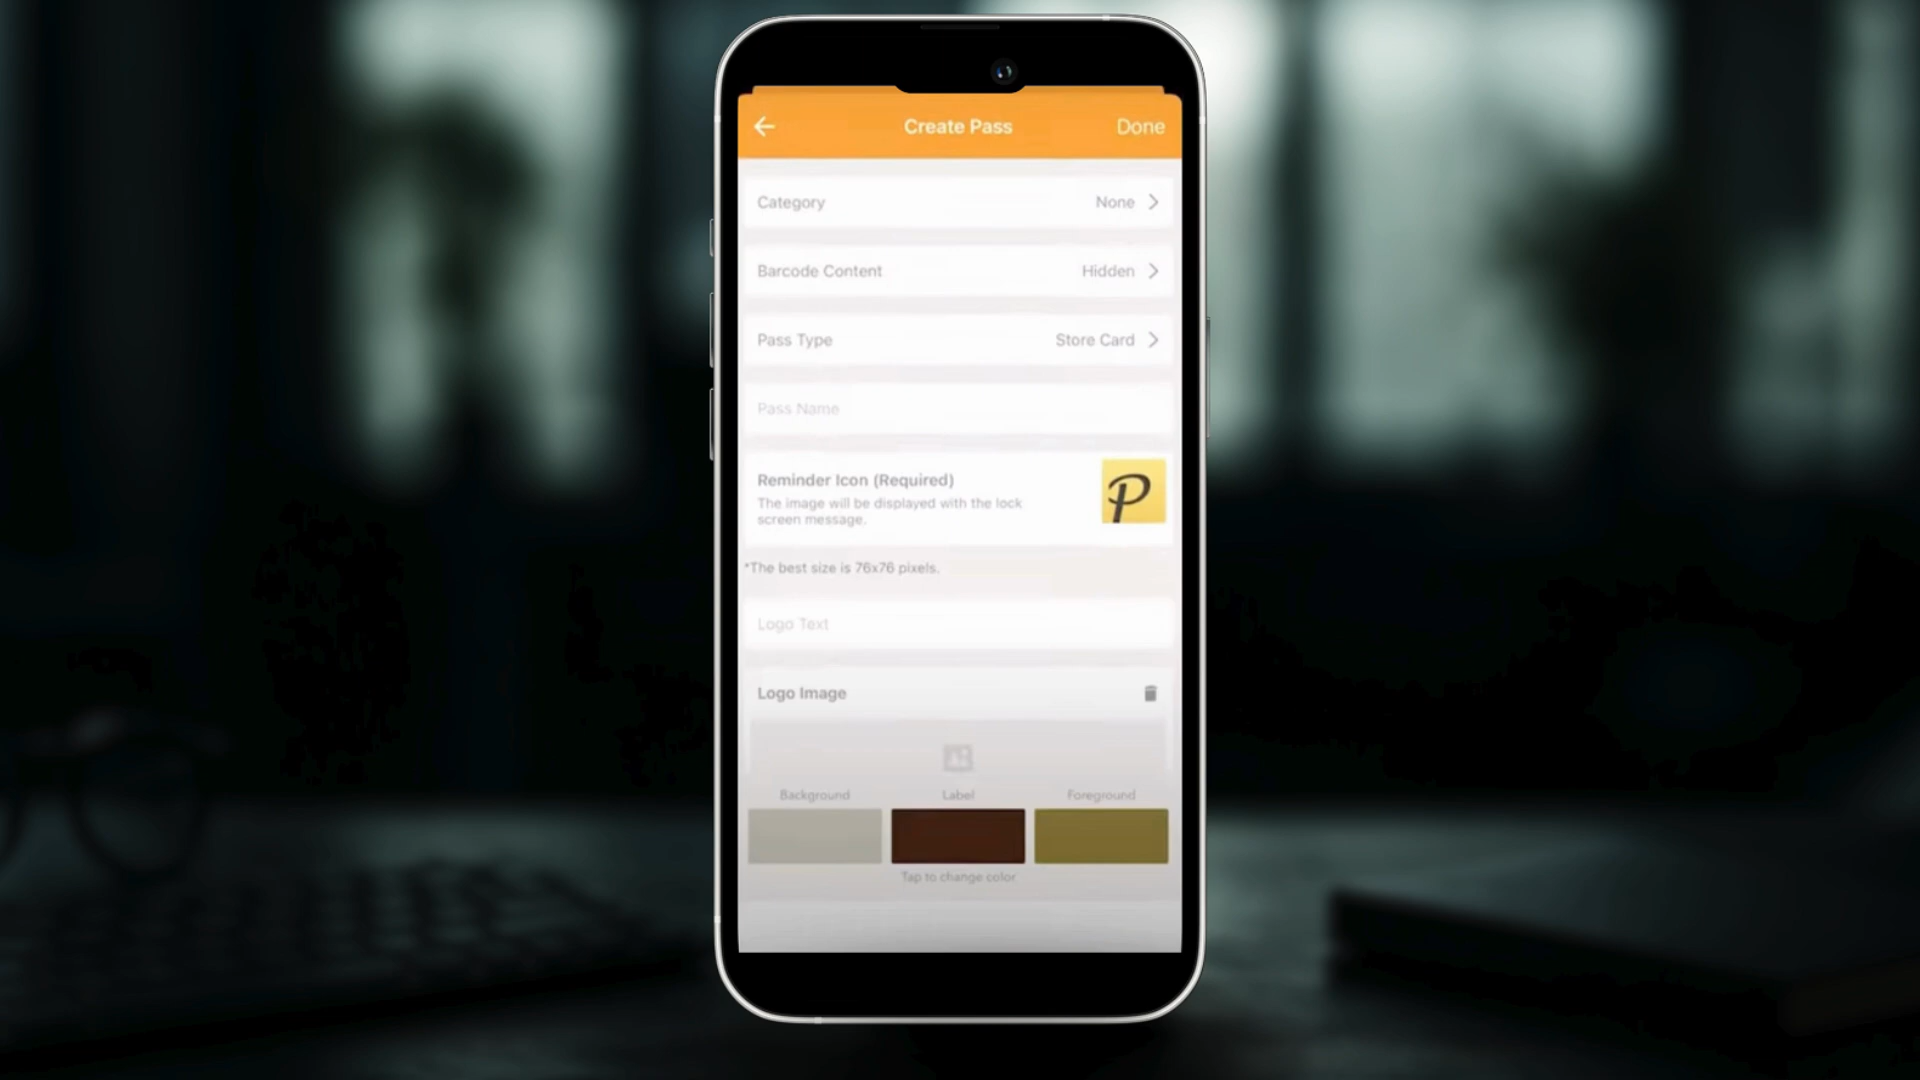 Create Pass
Done
Category
None
Barcode Content
Hidden
Pass Type
Store Card
Pass Name
Reminder Icon (Required)
The image will be displayed with the lock
screen message.
P
*The best size is 76x76 pixels.
Logo Text
Logo Image
Background
Label
Foreground
Tap to change color